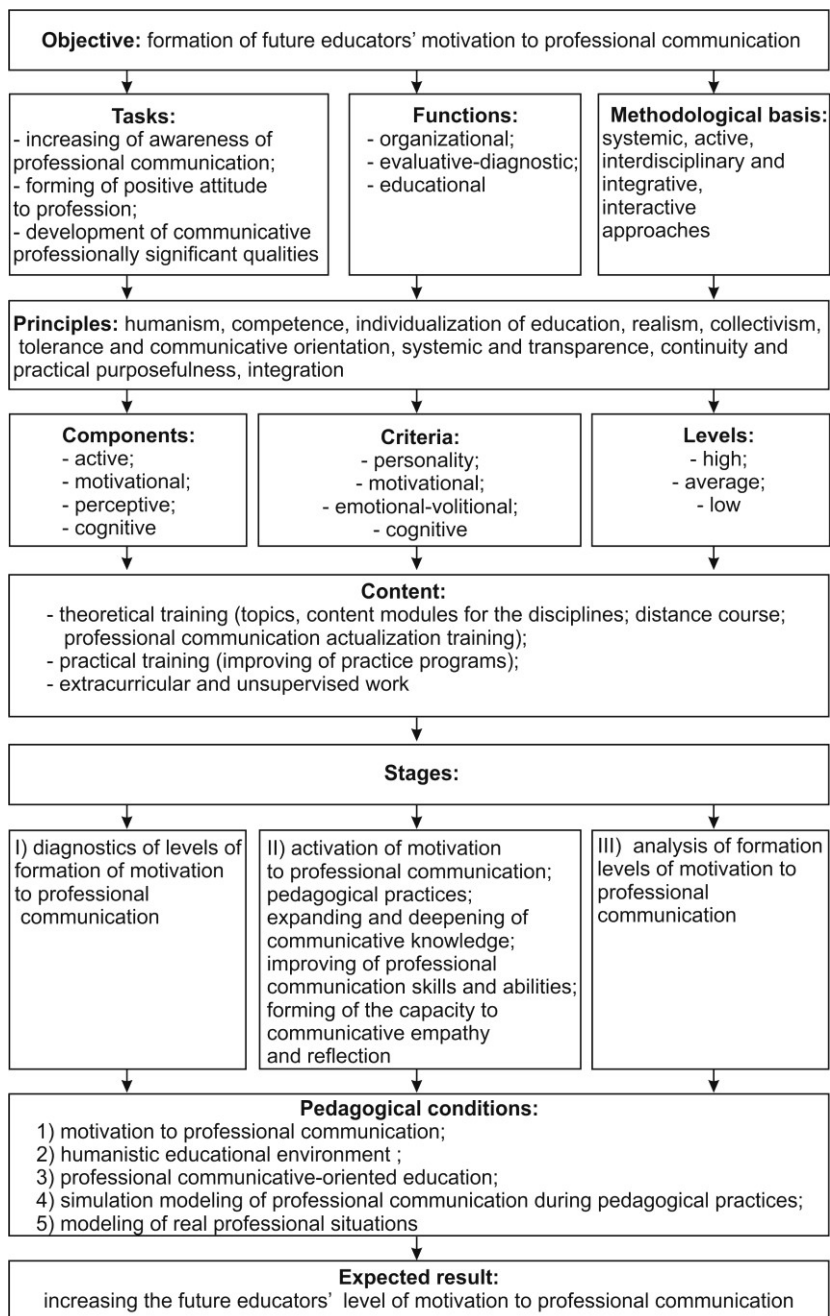 Objective: formation of future educators’ motivation to professional communication
Tasks:
- increasing of awareness of
professional communication;
- forming of positive attitude
to profession;
- development of communicative
professionally significant qualities
Functions:
- organizational;
- evaluative-diagnostic;
- educational
Methodological basis:
systemic, active,
interdisciplinary and
integrative,
interactive
approaches
Principles: humanism, competence, individualization of education, realism, collectivism,
tolerance and communicative orientation, systemic and transparence, continuity and
practical purposefulness, integration
Components:
- active;
- motivational;
- perceptive;
- cognitive
Criteria:
- personality;
- motivational;
- emotional-volitional;
- cognitive
Levels:
- high;
- average;
- low
Content:
- theoretical training (topics, content modules for the disciplines; distance course;
professional communication actualization training);
- practical training (improving of practice programs);
- extracurricular and unsupervised work
Stages:
I) diagnostics of levels of
formation of motivation
to professional
communication
II) activation of motivation
to professional communication;
pedagogical practices;
expanding and deepening of
communicative knowledge;
improving of professional
communication skills and abilities;
forming of the capacity to
communicative empathy
and reflection
III) analysis of formation
levels of motivation to
professional
communication
Pedagogical conditions:
1) motivation to professional communication;
2) humanistic educational environment ;
3) professional communicative-oriented education;
4) simulation modeling of professional communication during pedagogical practices;
5) modeling of real professional situations
Expected result:
increasing the future educators’ level of motivation to professional communication